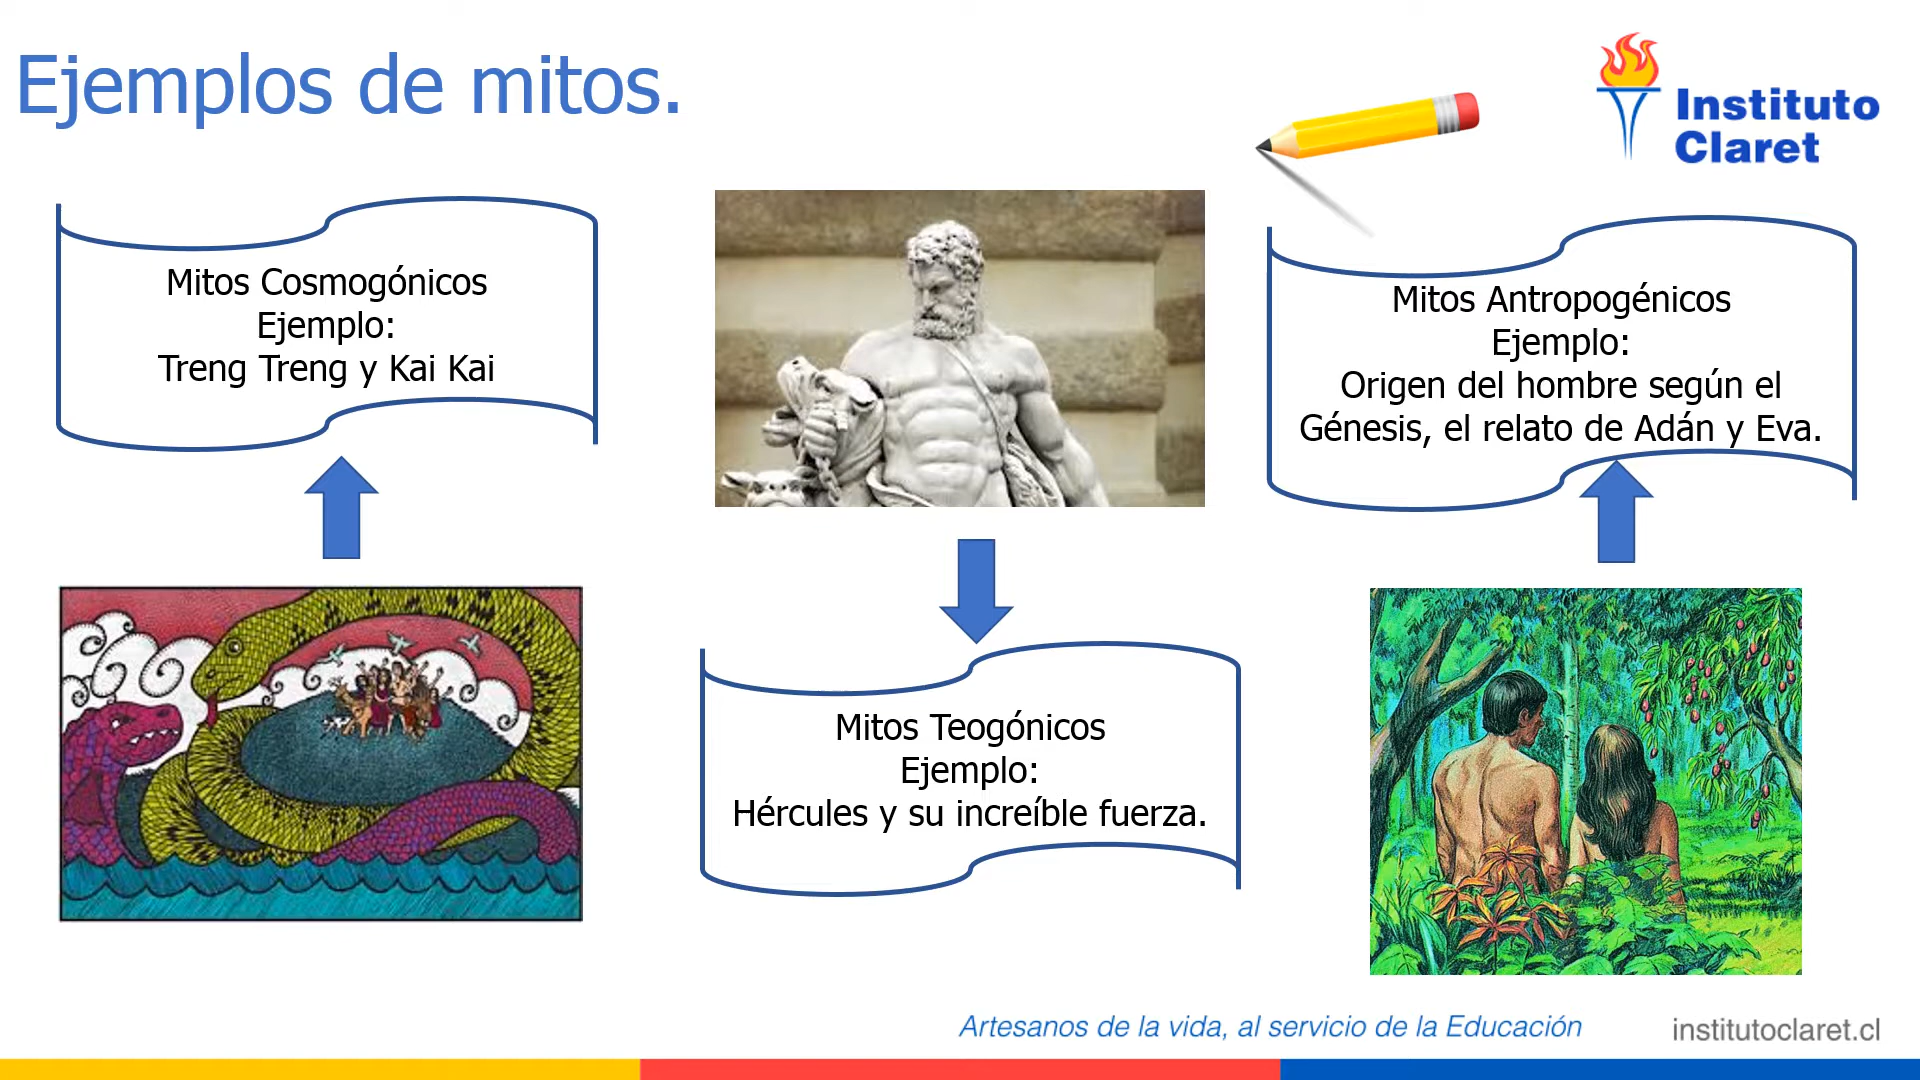 Ejemplos de mitos.
Instituto
Claret
Mitos Cosmogónicos
Ejemplo:
Treng Treng y Kai Kai
Mitos Antropogénicos
Ejemplo:
Origen del hombre según el
Génesis, el relato de Adán y Eva.
Mitos Teogónicos
Ejemplo:
Hércules y su increíble fuerza.
Artesanos de la vida, al servicio de la Educación
institutoclaret.cl